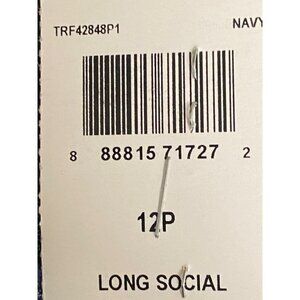 TRF42848P1 NAVY
8 88815 71727 2
12P
LONG SOCIAL